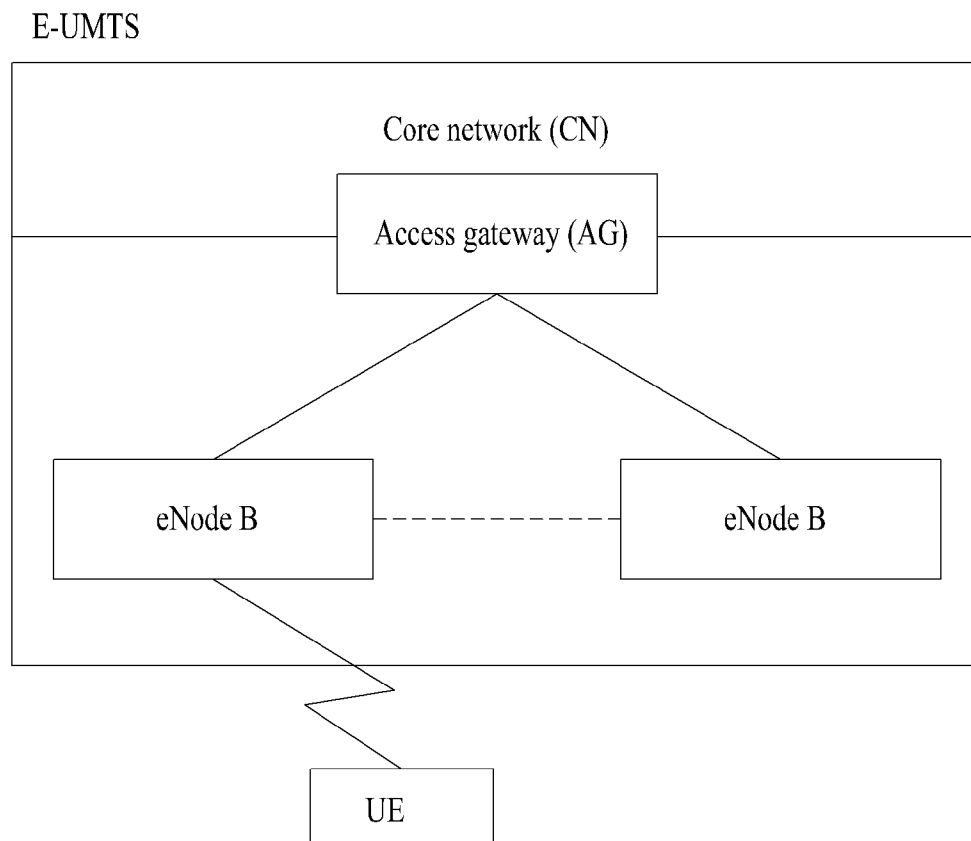 E-UMTS
Core network (CN)
Access gateway (AG)
eNode B
eNode B
UE